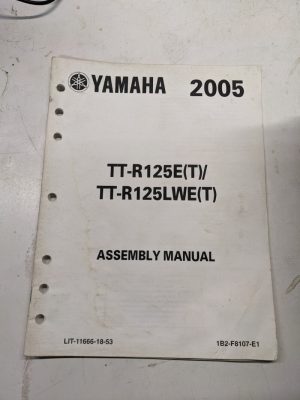 YAMAHA 2005
TT-R125E(T)/
TT-R125LWE(T)
ASSEMBLY MANUAL
LIT-11666-18-53 1B2-F8107-E1